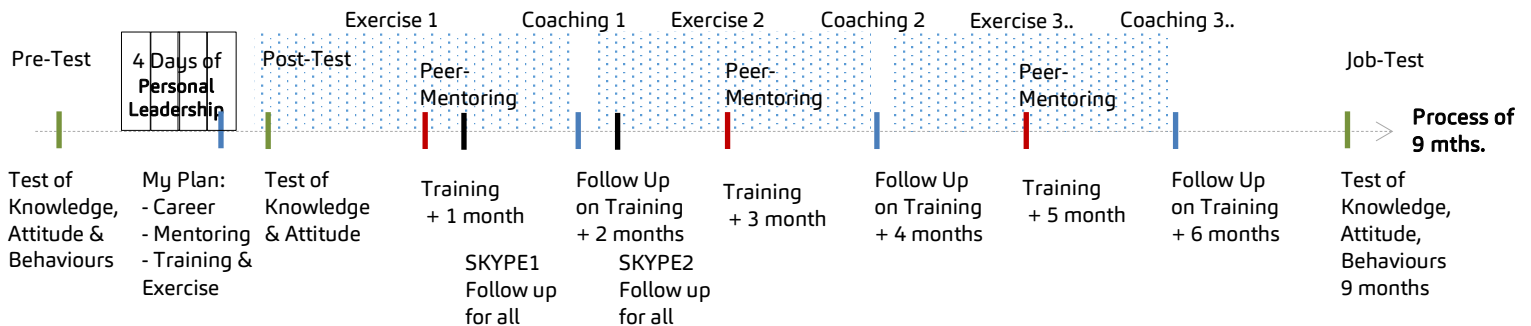 Exercise 1
Coaching 1
Exercise 2
Coaching 2
Exercise 3..
Coaching 3..
Pre-Test
4 Days of
Personal
Leadership
Post-Test
Peer-
Mentoring
Peer-
Mentoring
Peer-
Mentoring
Job-Test
Process of
9 mths.
Test of
Knowledge,
Attitude &
Behaviours
My Plan:
- Career
- Mentoring
- Training &
Exercise
Test of
Knowledge
& Attitude
Training
+ 1 month
SKYPE1
Follow up
for all
Follow Up
on Training
+ 2 months
SKYPE2
Follow up
for all
Training
+ 3 month
Follow Up
on Training
+ 4 months
Training
+ 5 month
Follow Up
on Training
+ 6 months
Test of
Knowledge,
Attitude,
Behaviours
9 months